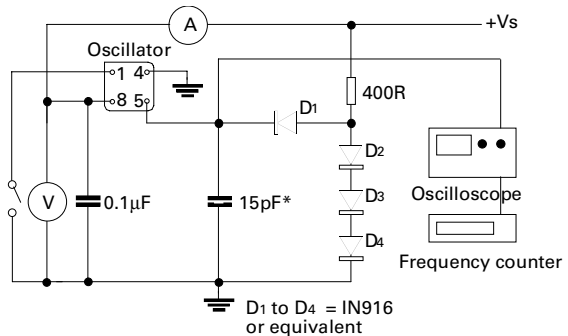 A
+Vs
Oscillator
1 4
8 5
400R
D1
D2
V
0.1µF
15pF*
D3
D4
Oscilloscope
Frequency counter
D1 to D4 = IN916
or equivalent